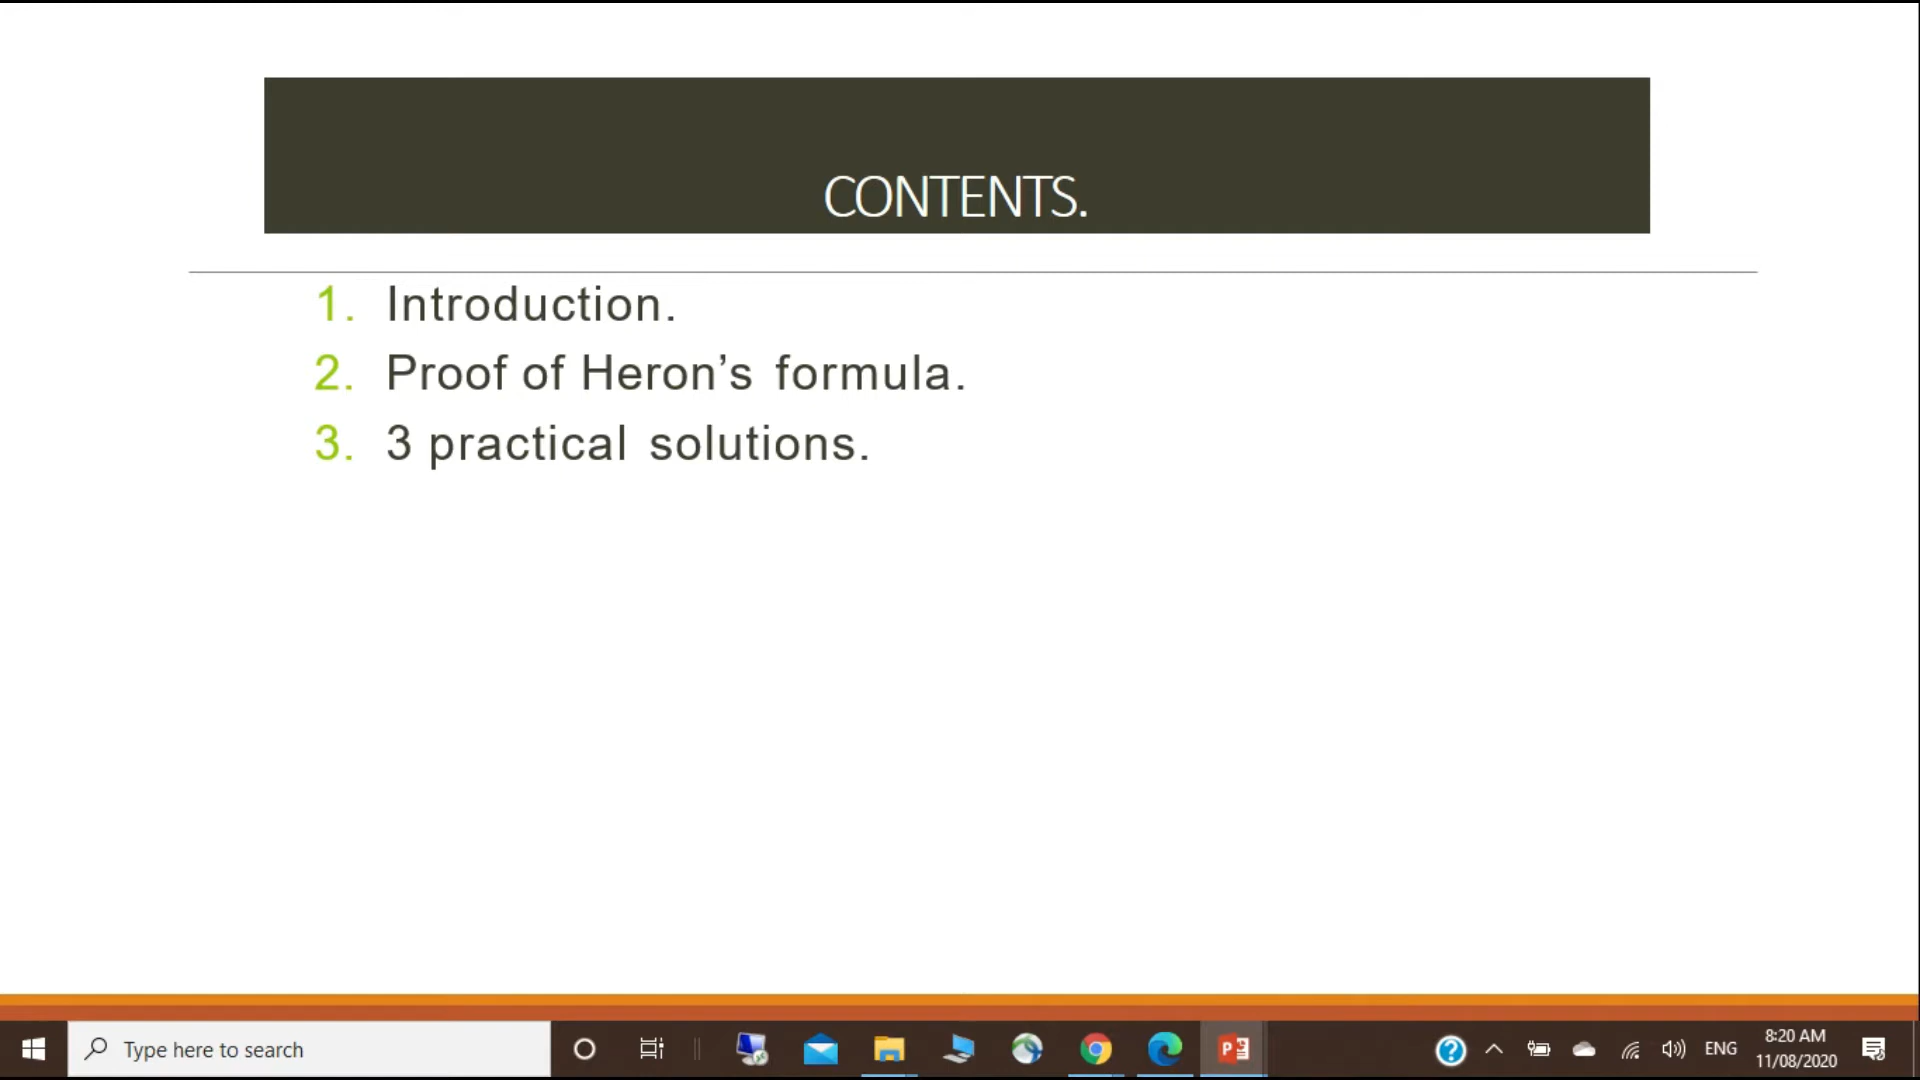 CONTENTS.
1. Introduction.
2. Proof of Heron’s formula.
3. 3 practical solutions.
Type here to search
ENG
8:20 AM
11/08/2020